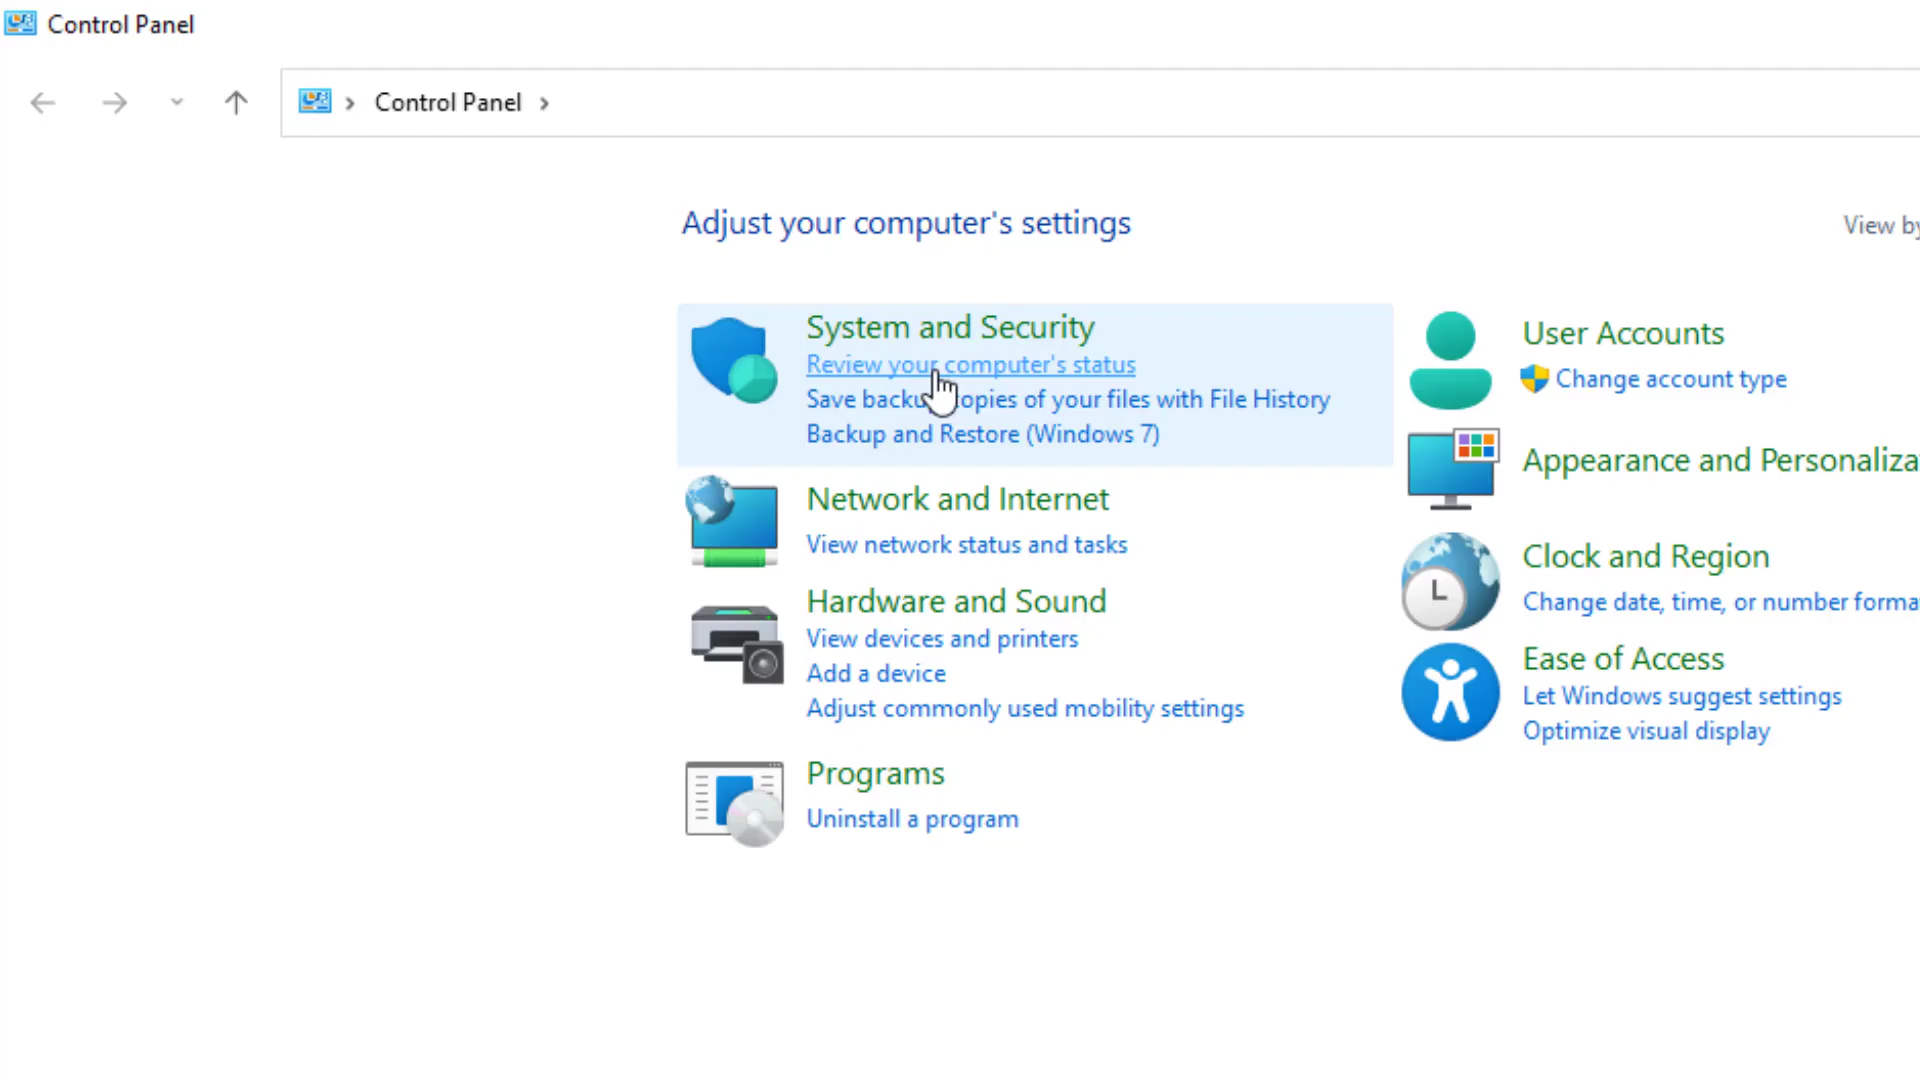 Control Panel
Control Panel
Adjust your computer's settings
View by
System and Security
Review your computer's status
Save backup copies of your files with File History
Backup and Restore (Windows 7)
Network and Internet
View network status and tasks
Hardware and Sound
View devices and printers
Add a device
Adjust commonly used mobility settings
Programs
Uninstall a program
User Accounts
Change account type
Appearance and Personaliza
Clock and Region
Change date, time, or number forma
Ease of Access
Let Windows suggest settings
Optimize visual display